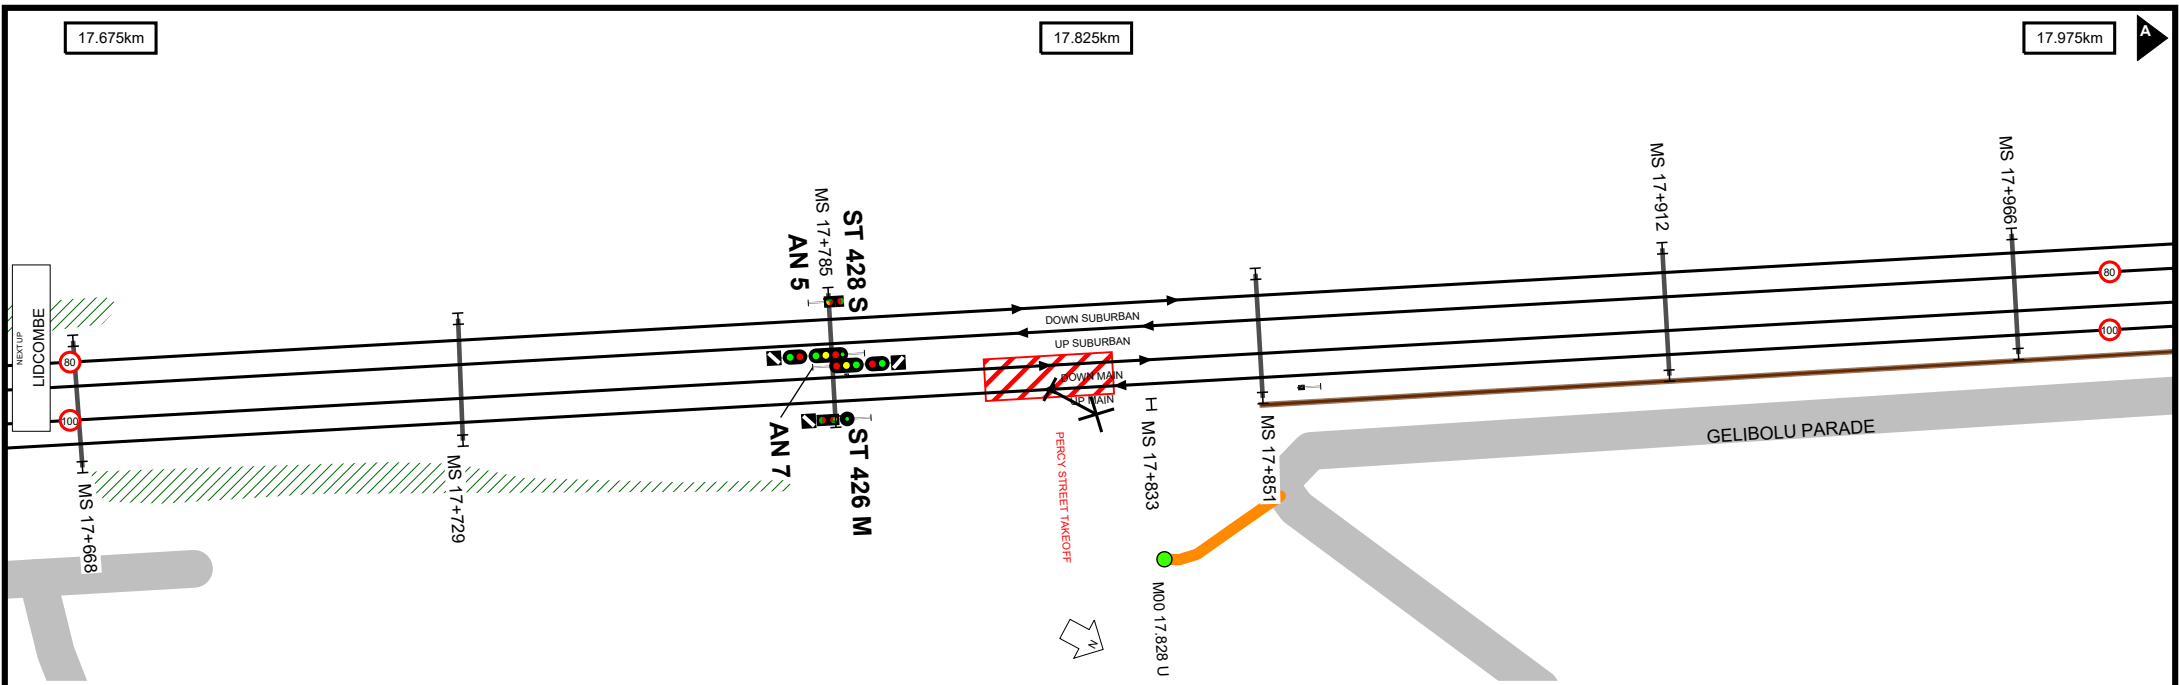 17.675km
17.825km
17.975km
A
MS 17+912
MS 17+966
MS 17+785
ST 428 S
AN 5
NEXT UP
LIDCOMBE
80
100
80
100
DOWN SUBURBAN
UP SUBURBAN
DOWN MAIN
UP MAIN
AN 7
ST 426 M
PERCY STREET TAKEOFF
MS 17+833
MS 17+851
GELIBOLU PARADE
MS 17+729
MS 17+668
M00 17.828 U
N